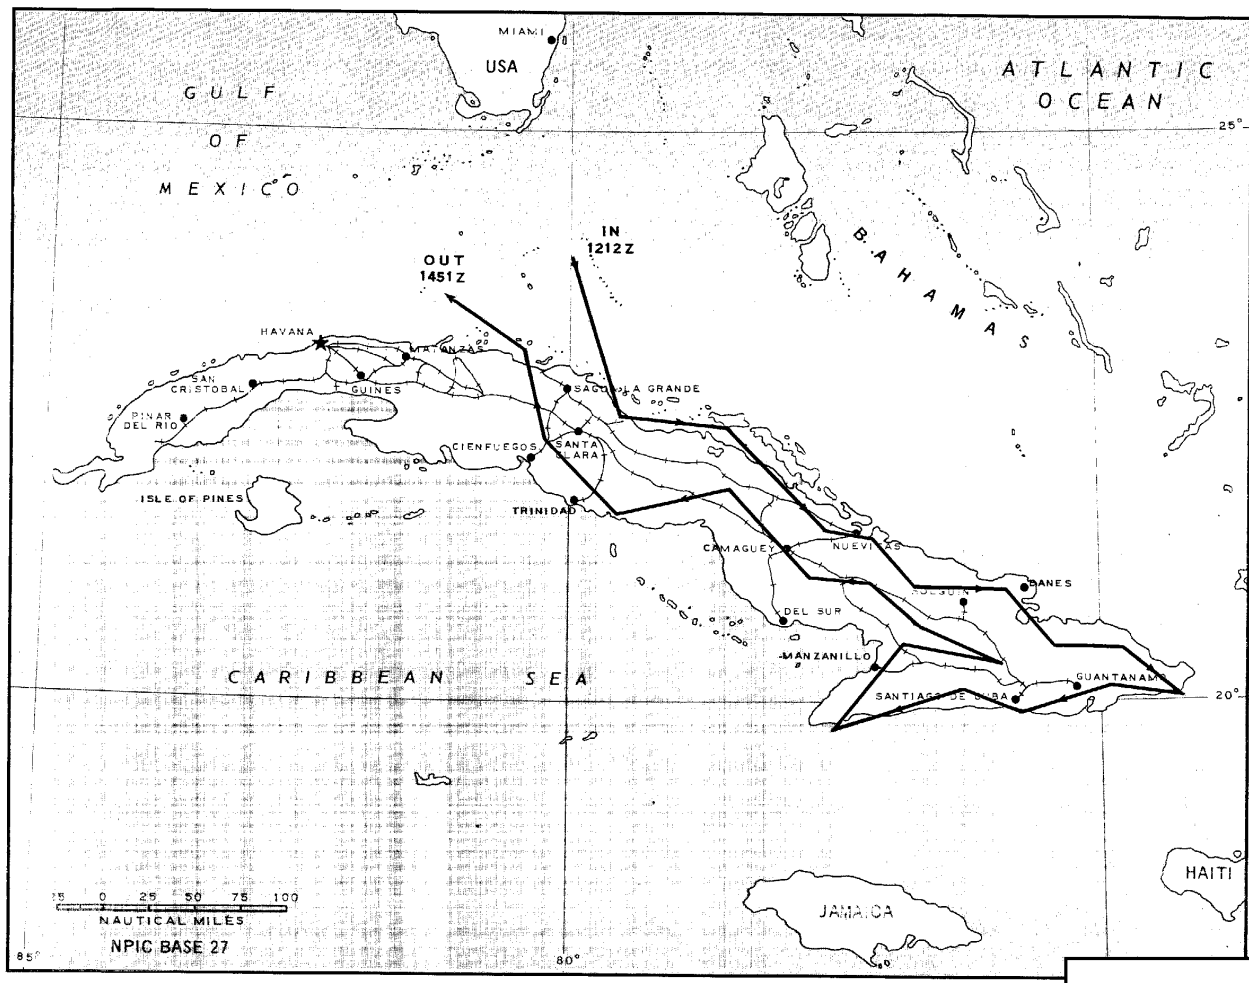 MIAMI
USA
ATLANTIC
OCEAN
GULF
OF
MEXICO
25°
BAHAMAS
IN
1212Z
OUT
1451Z
HAVANA
MATANZAS
SAN
CRISTOBAL
GUINES
SAGUA LA GRANDE
PINAR
DEL RIO
CIENFUEGOS
SANTA
CLARA
ISLE OF PINES
TRINIDAD
CAMAGUEY
NUEVITAS
BANES
HOLGUIN
DEL SUR
MANZANILLO
GUANTANAMO
CARIBBEAN SEA
SANTIAGO DE CUBA
20°
HAITI
JAMAICA
25 0 25 50 75 100
NAUTICAL MILES
NPIC BASE 27
85°
80°